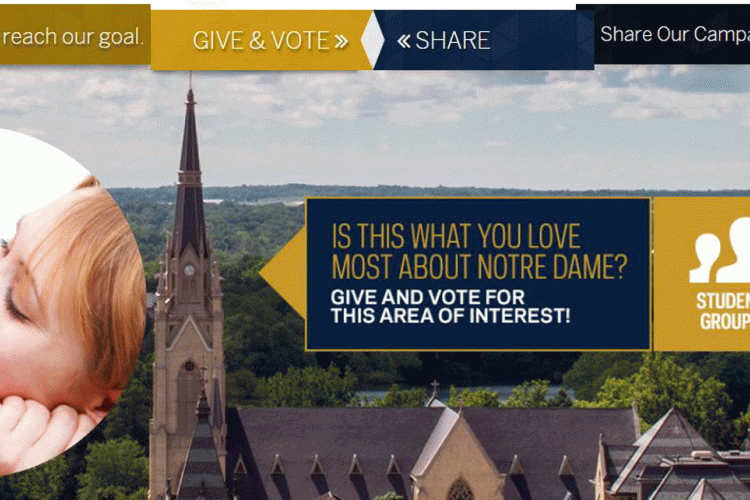 reach our goal.
GIVE & VOTE »
« SHARE
Share Our Campa
IS THIS WHAT YOU LOVE
MOST ABOUT NOTRE DAME?
GIVE AND VOTE FOR
THIS AREA OF INTEREST!
STUDEN
GROUP